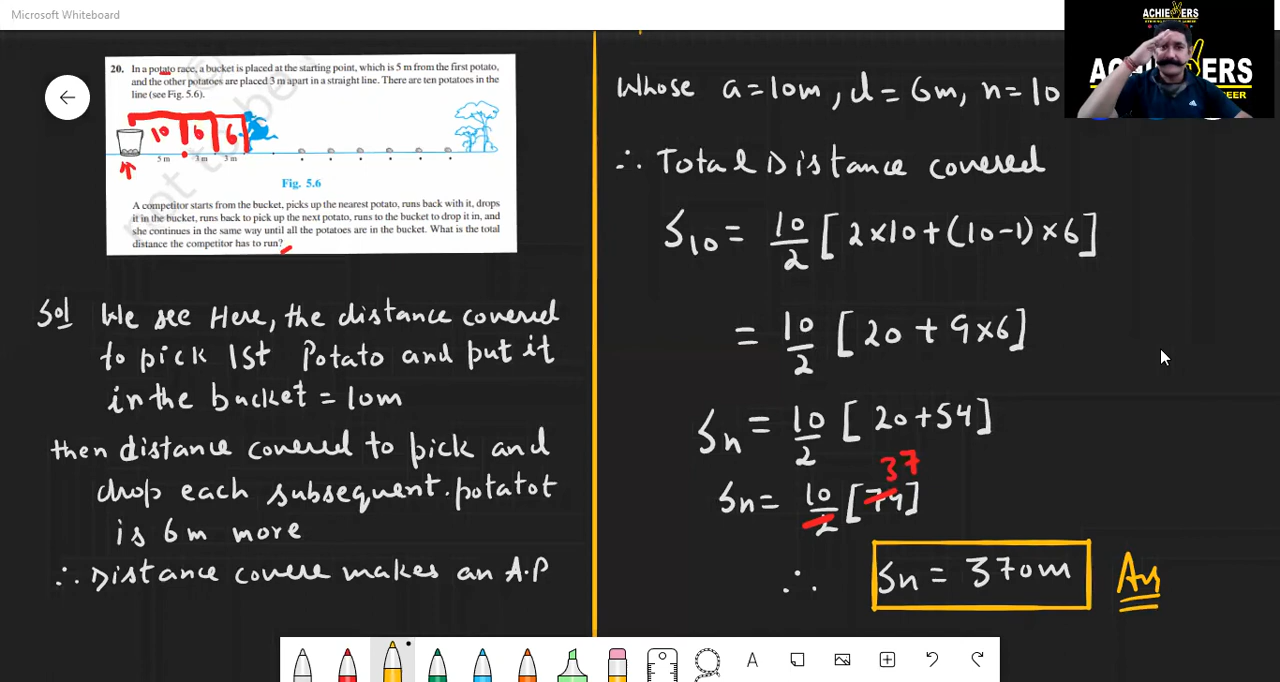 Microsoft Whiteboard
ACHIEVERS
ACHIEVERS
20. In a potato race, a bucket is placed at the starting point, which is 5 m from the first potato,
and the other potatoes are placed 3 m apart in a straight line. There are ten potatoes in the
line (see Fig. 5.6).
10 6 6
5 m 3 m 3 m
Fig. 5.6
A competitor starts from the bucket, picks up the nearest potato, runs back with it, drops
it in the bucket, runs back to pick up the next potato, runs to the bucket to drop it in, and
she continues in the same way until all the potatoes are in the bucket. What is the total
distance the competitor has to run?
Sol We see Here, the distance covered
to pick 1st Potato and put it
in the bucket = 10m
then distance covered to pick and
drop each subsequent.potatot
is 6m more
∴ Distance covere makes an A.P
Whose a=10m, d=6m, n=10
∴ Total Distance covered
S10 = 10/2 [2×10+(10-1)×6]
= 10/2 [20+9×6]
Sn = 10/2 [20+54]
37
Sn = 10/2 [74]
∴ Sn = 370m Ans
A